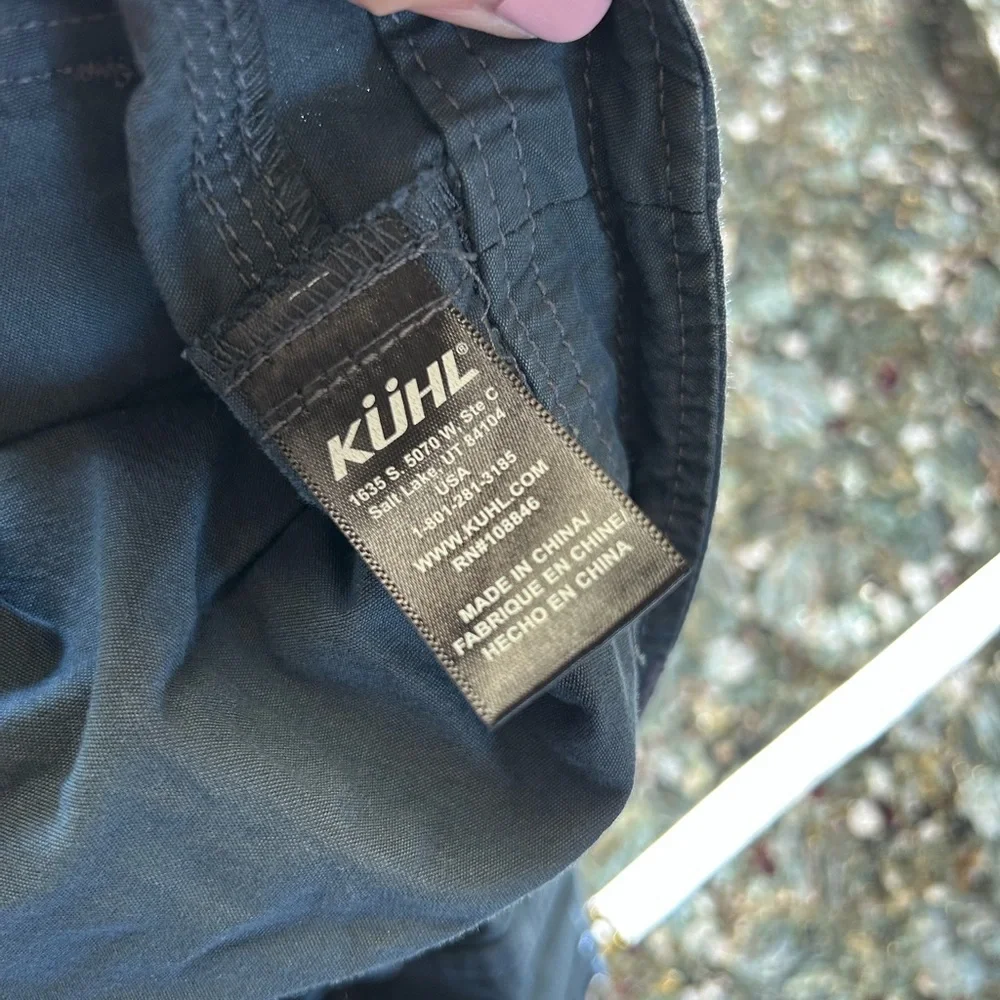 KÜHL®
1635 S. 5070 W, Ste C
Salt Lake, UT 84104
USA
1-801-281-3185
WWW.KUHL.COM
RN#108846
MADE IN CHINA/
FABRIQUE EN CHINE/
HECHO EN CHINA